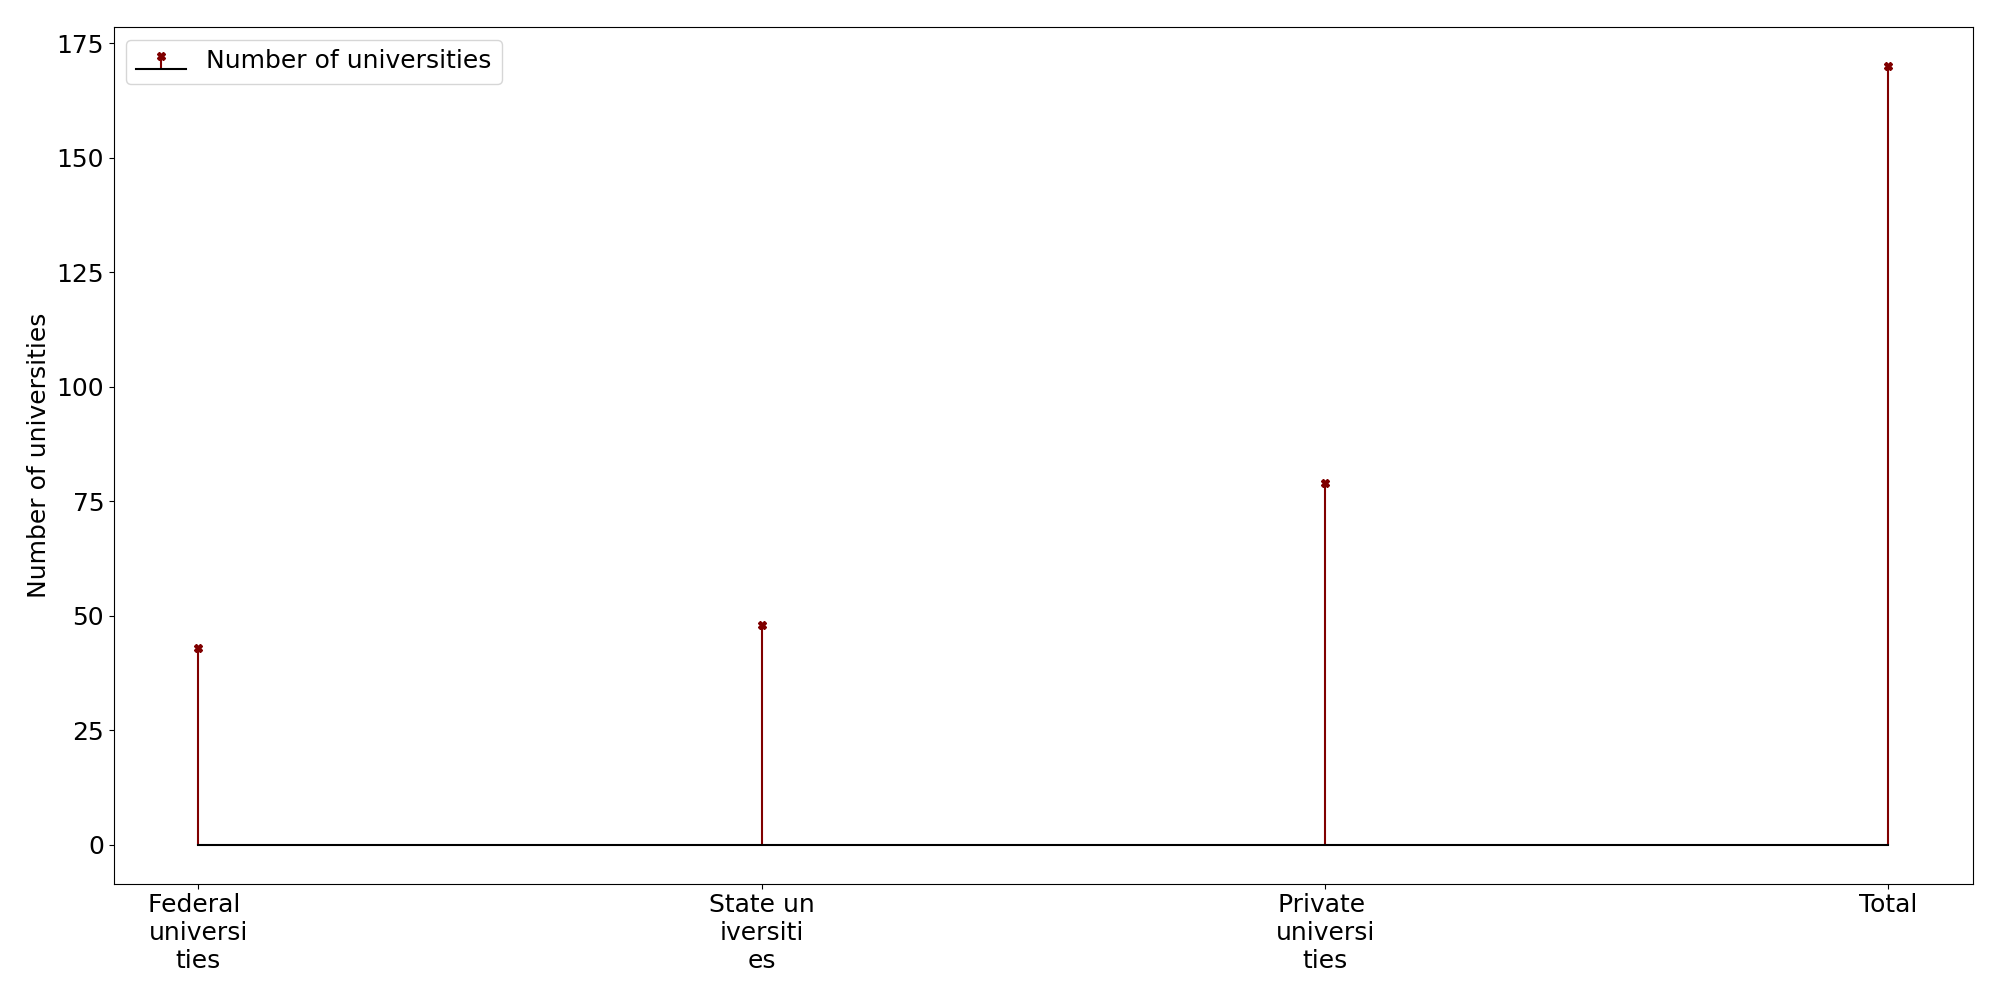 175
150
125
100
75
50
25
0
Number of universities
Number of universities
Federal
universi
ties
State un
iversiti
es
Private
universi
ties
Total